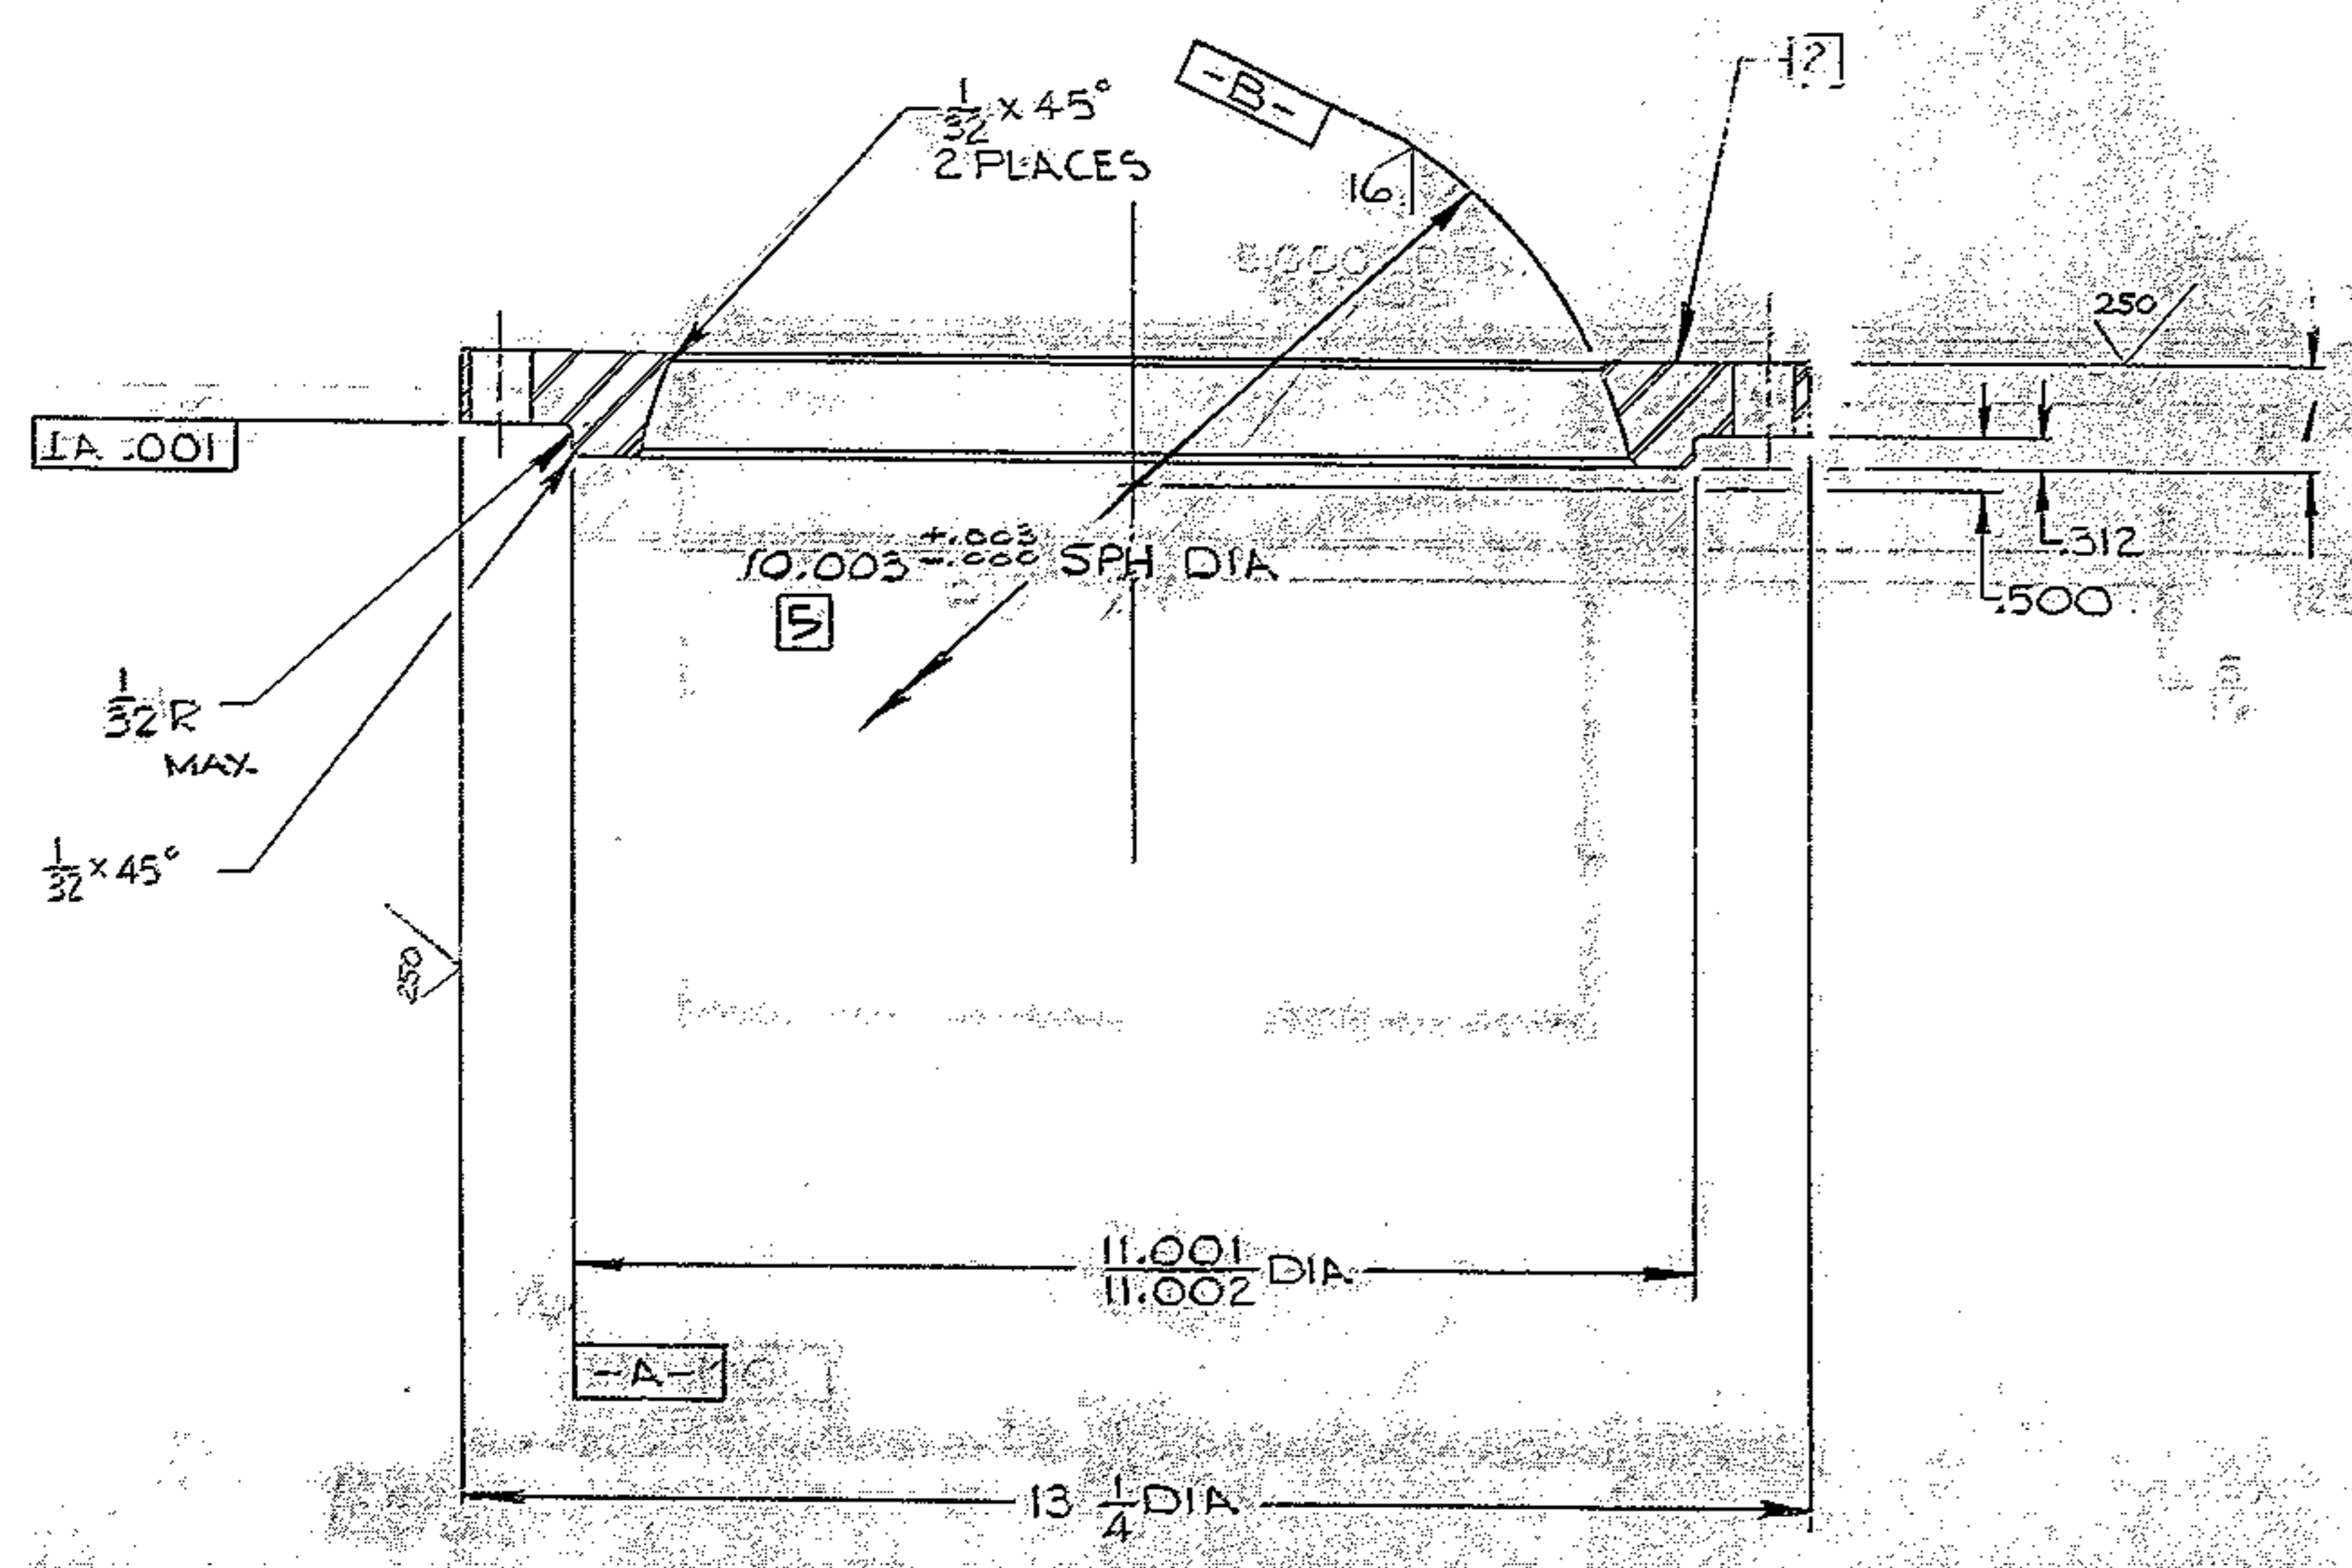 1/32 x 45°
2 PLACES
-B-
2
16
250
⊥A .001
.312
.500
10.003 +.003 -.000 SPH DIA
5
1/32 R
MAX.
1/32 x 45°
250
11.001
11.002 DIA
-A-
13 1/4 DIA